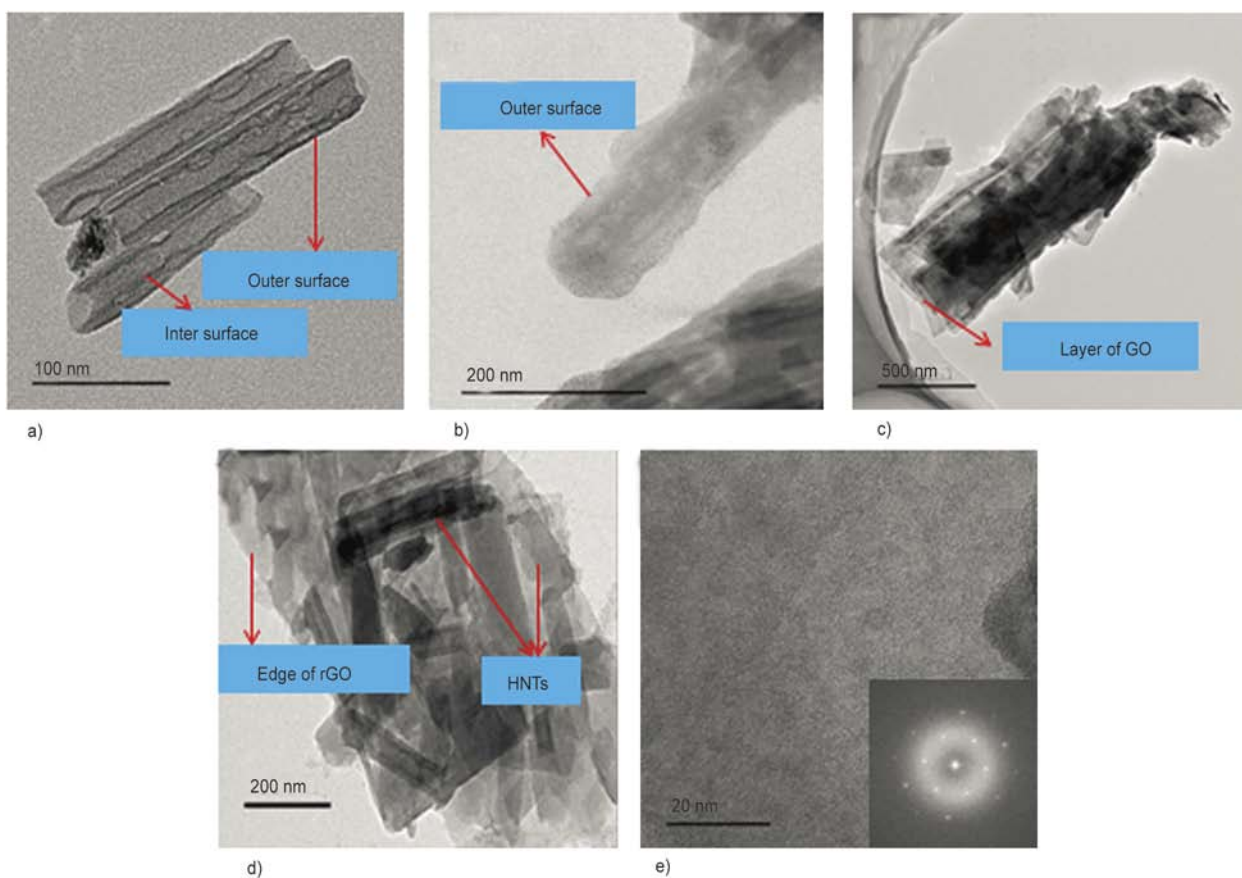 Outer surface
Inter surface
100 nm
a)
Outer surface
200 nm
b)
Layer of GO
500 nm
c)
Edge of rGO
HNTs
200 nm
d)
20 nm
e)